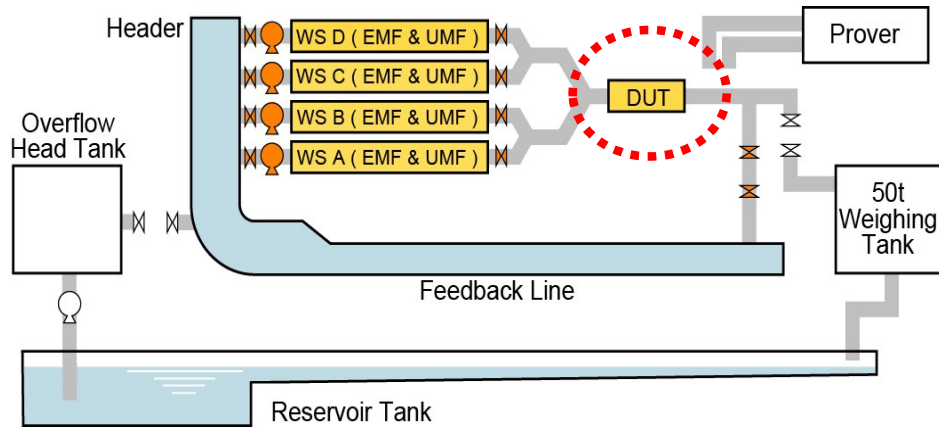 Header
WS D ( EMF & UMF )
WS C ( EMF & UMF )
WS B ( EMF & UMF )
WS A ( EMF & UMF )
DUT
Prover
Overflow
Head Tank
50t
Weighing
Tank
Feedback Line
Reservoir Tank